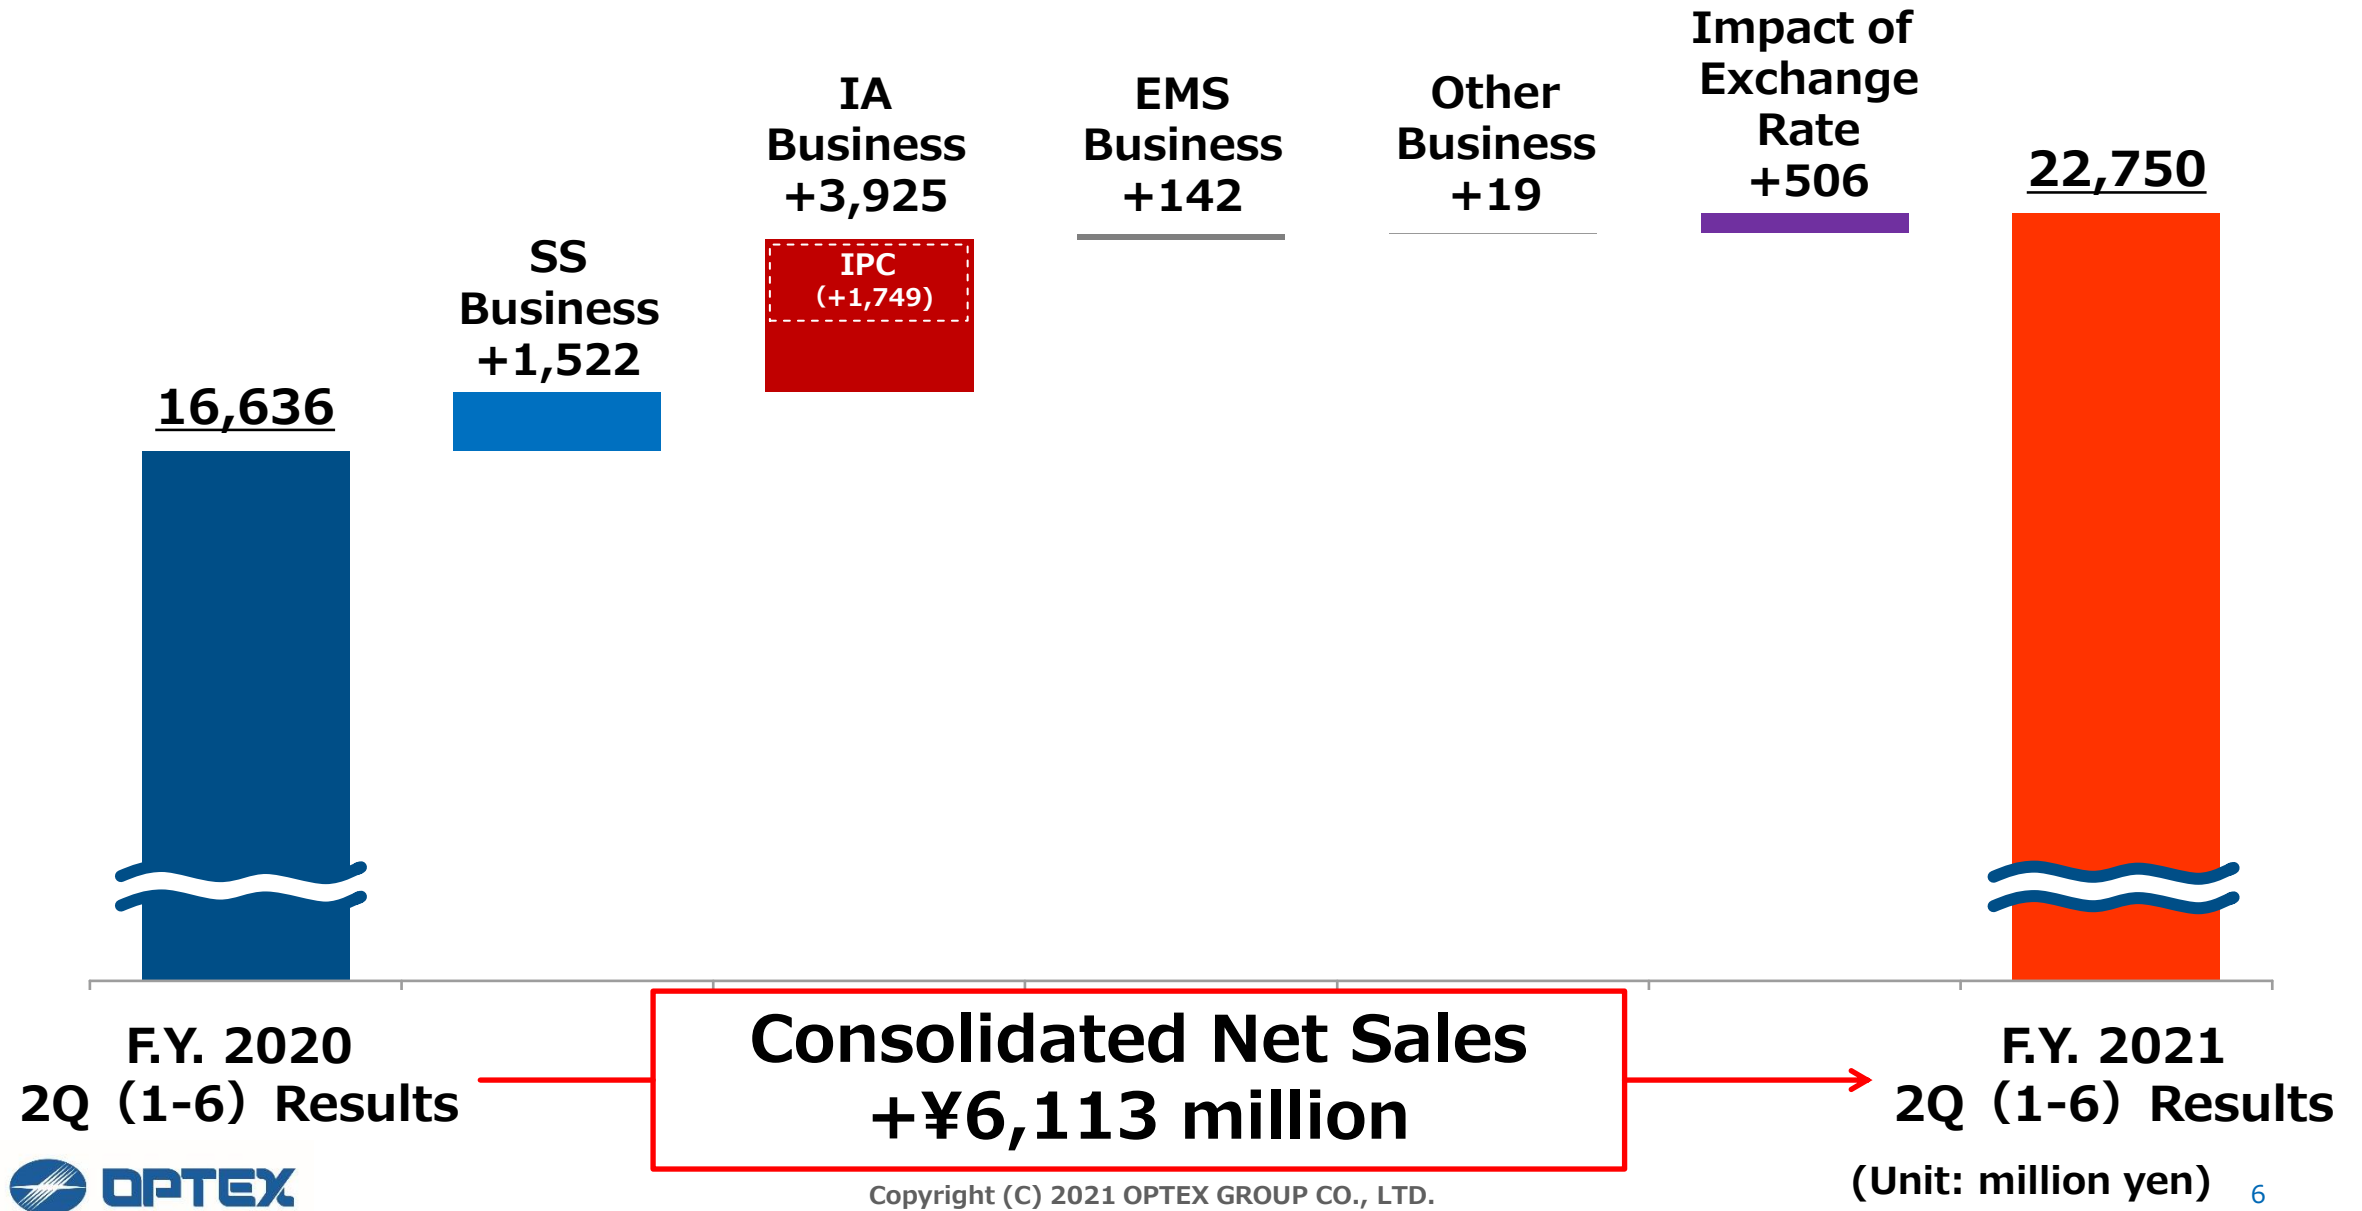 16,636
SS
Business
+1,522
IA
Business
+3,925
IPC
（+1,749）
EMS
Business
+142
Other
Business
+19
Impact of
Exchange
Rate
+506
22,750
F.Y. 2020
2Q（1-6）Results
Consolidated Net Sales
+¥6,113 million
F.Y. 2021
2Q（1-6）Results
(Unit: million yen)
OPTEX
Copyright (C) 2021 OPTEX GROUP CO., LTD.
6